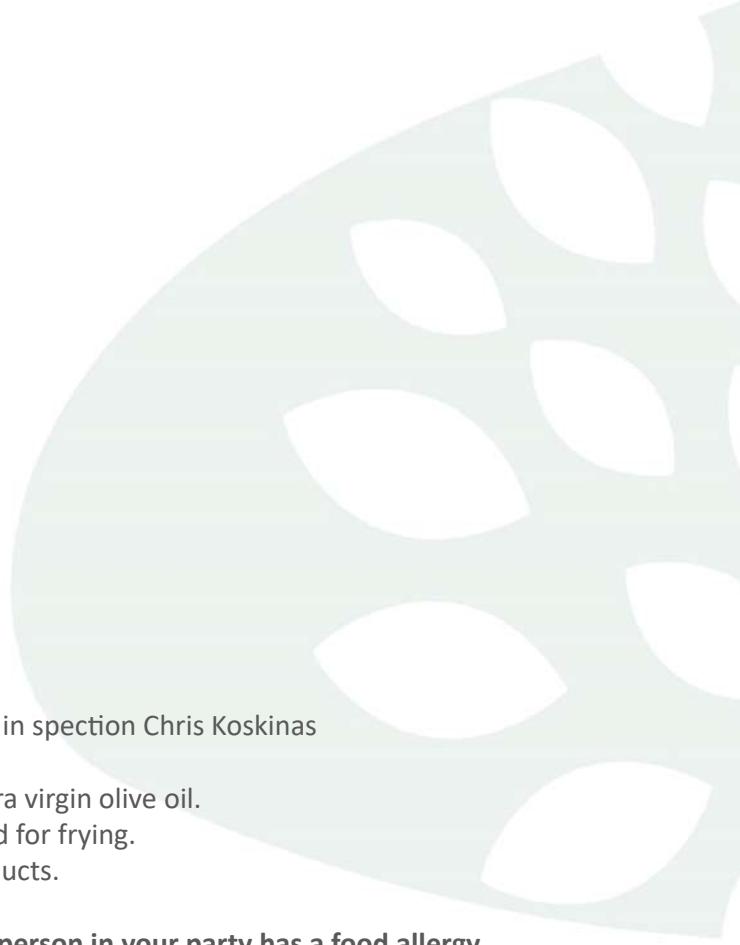 in spection Chris Koskinas
ra virgin olive oil.
d for frying.
ucts.
person in your party has a food allergy